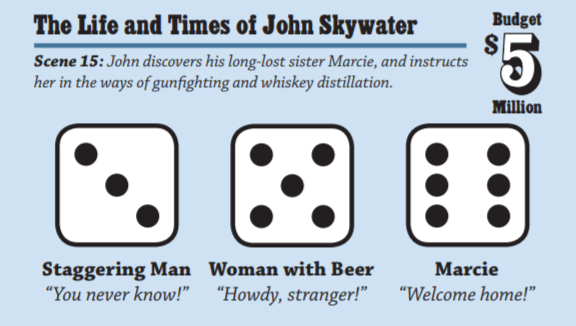 The Life and Times of John Skywater
Scene 15: John discovers his long-lost sister Marcie, and instructs
her in the ways of gunfighting and whiskey distillation.
Budget
$5
Million
Staggering Man
"You never know!"
Woman with Beer
"Howdy, stranger!"
Marcie
"Welcome home!"